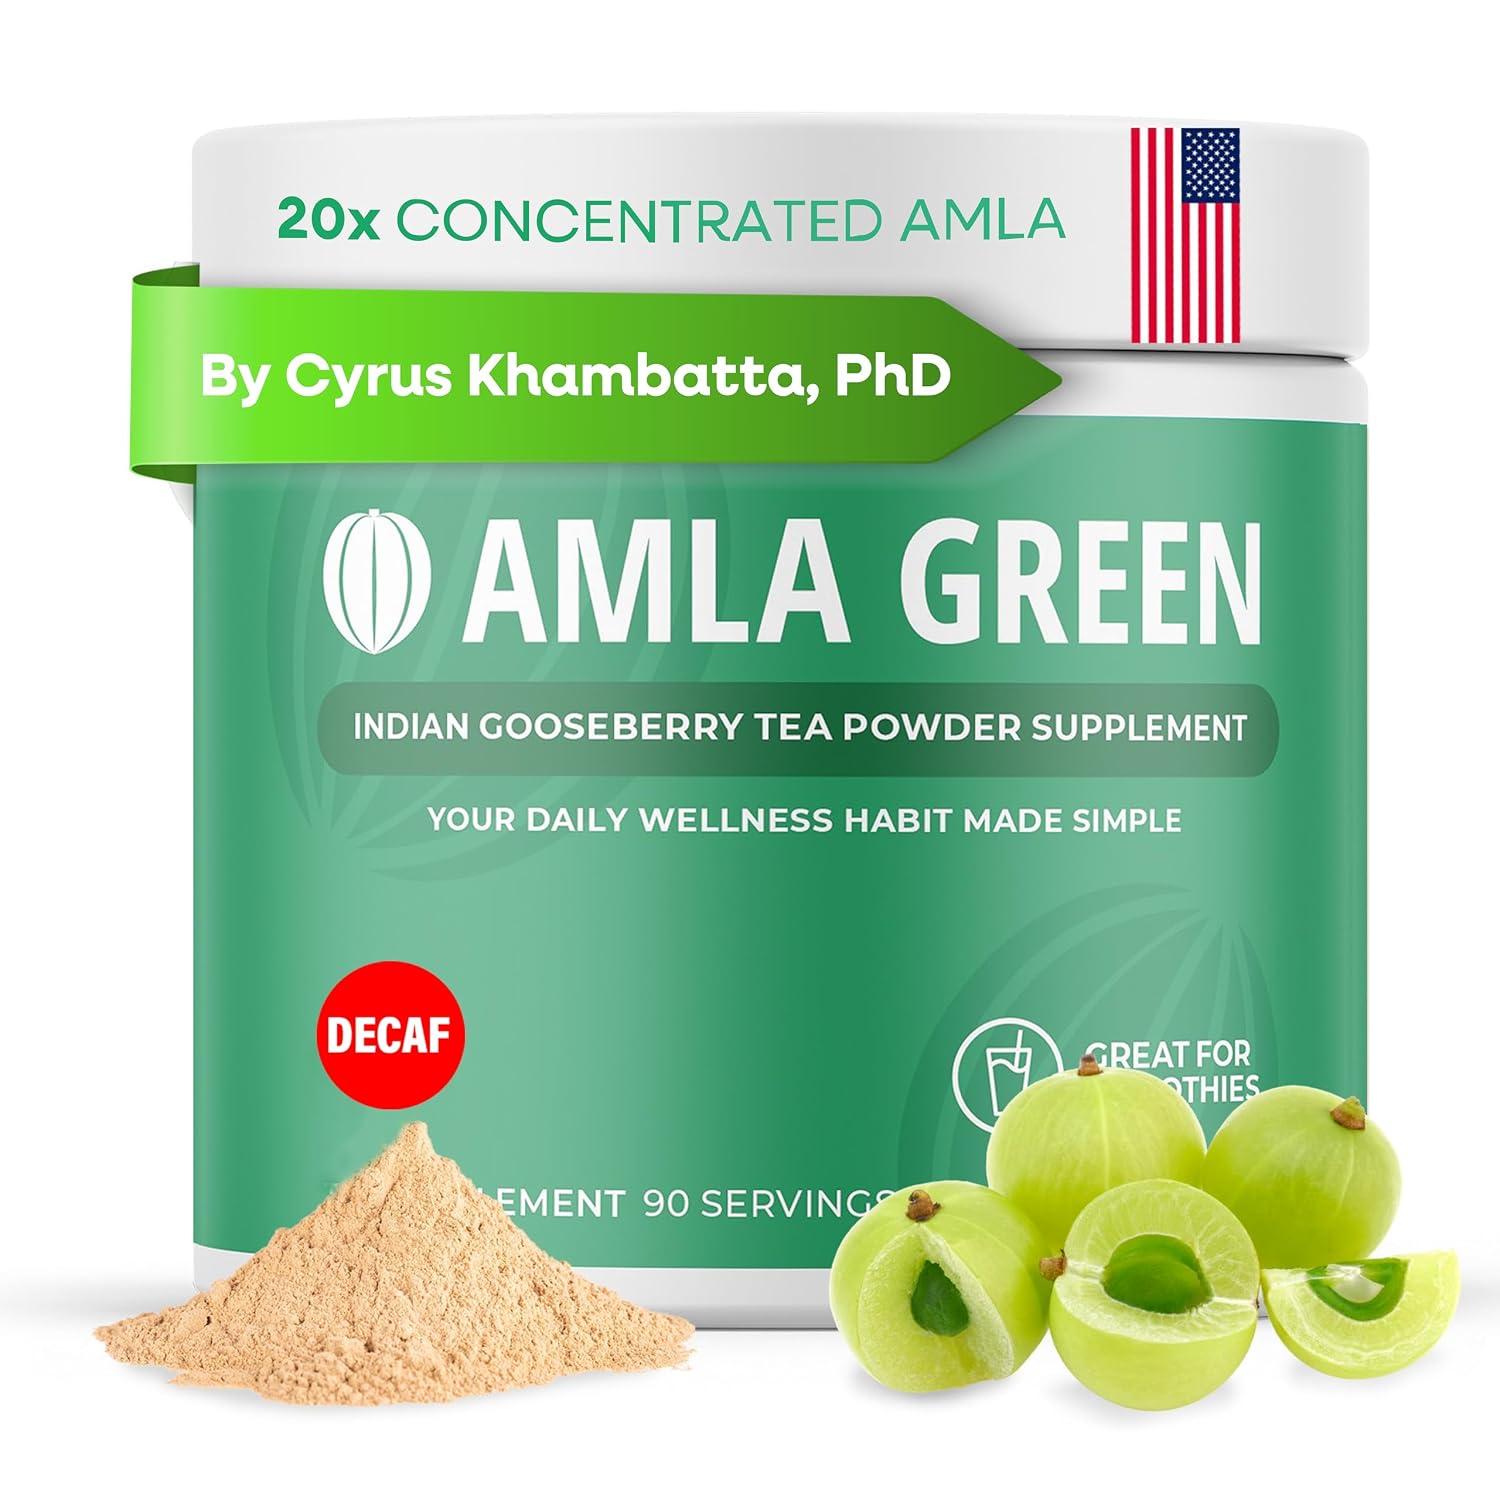 20x CONCENTRATED AMLA
By Cyrus Khambatta, PhD
AMLA GREEN
INDIAN GOOSEBERRY TEA POWDER SUPPLEMENT
YOUR DAILY WELLNESS HABIT MADE SIMPLE
DECAF
GREAT FOR
90 SERVINGS